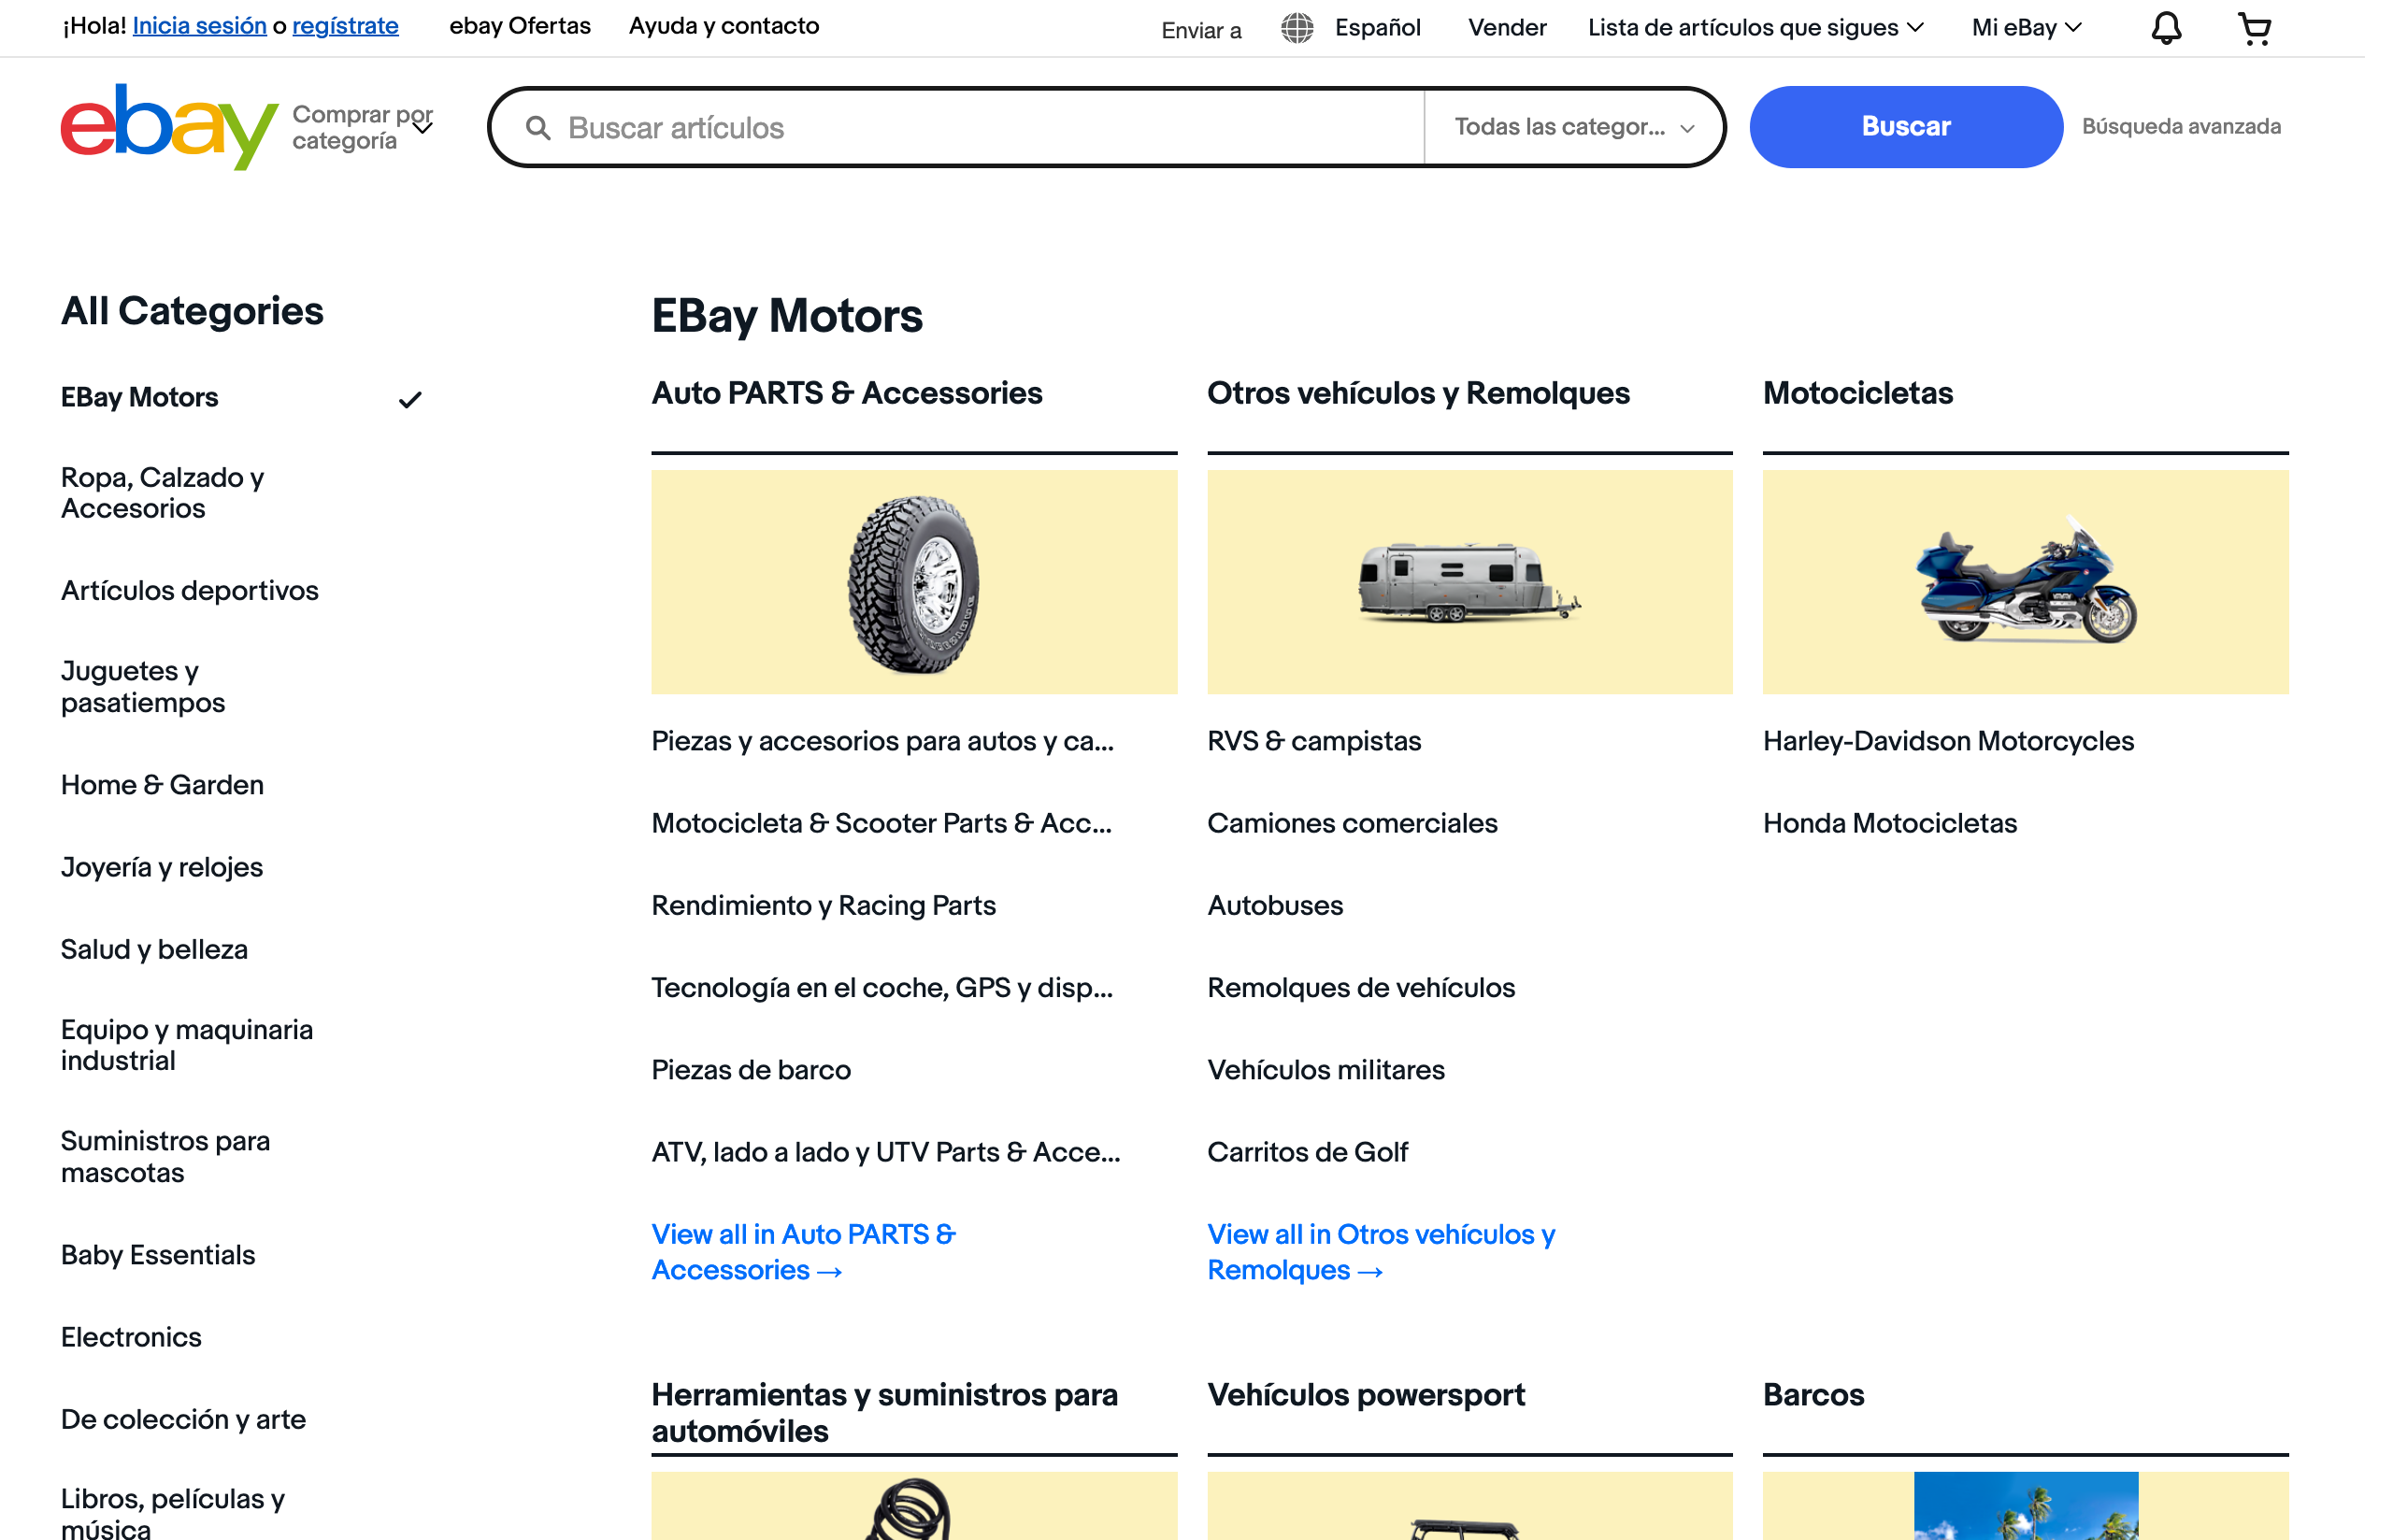 ¡Hola! Inicia sesión o regístrate
ebay Ofertas
Ayuda y contacto
Enviar a
Español
Vender
Lista de artículos que sigues
Mi eBay
ebay
Comprar por
categoría
Buscar artículos
Todas las categor...
Buscar
Búsqueda avanzada
All Categories
EBay Motors
Ropa, Calzado y
Accesorios
Artículos deportivos
Juguetes y
pasatiempos
Home & Garden
Joyería y relojes
Salud y belleza
Equipo y maquinaria
industrial
Suministros para
mascotas
Baby Essentials
Electronics
De colección y arte
Libros, películas y
música
EBay Motors
Auto PARTS & Accessories
Piezas y accesorios para autos y ca...
Motocicleta & Scooter Parts & Acc...
Rendimiento y Racing Parts
Tecnología en el coche, GPS y disp...
Piezas de barco
ATV, lado a lado y UTV Parts & Acce...
View all in Auto PARTS &
Accessories →
Otros vehículos y Remolques
RVS & campistas
Camiones comerciales
Autobuses
Remolques de vehículos
Vehículos militares
Carritos de Golf
View all in Otros vehículos y
Remolques →
Motocicletas
Harley-Davidson Motorcycles
Honda Motocicletas
Herramientas y suministros para
automóviles
Vehículos powersport
Barcos